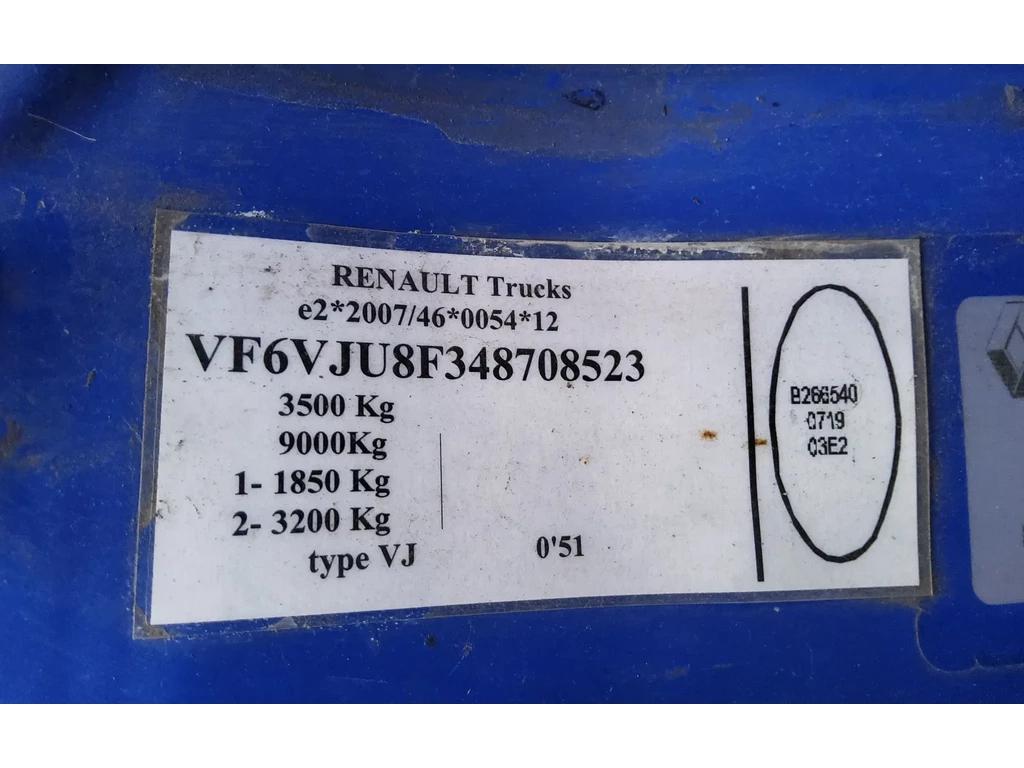 RENAULT Trucks
e2*2007/46*0054*12
VF6VJU8F348708523
3500 Kg
9000Kg
1- 1850 Kg
2- 3200 Kg
type VJ
0'51
B266540
0719
03E2